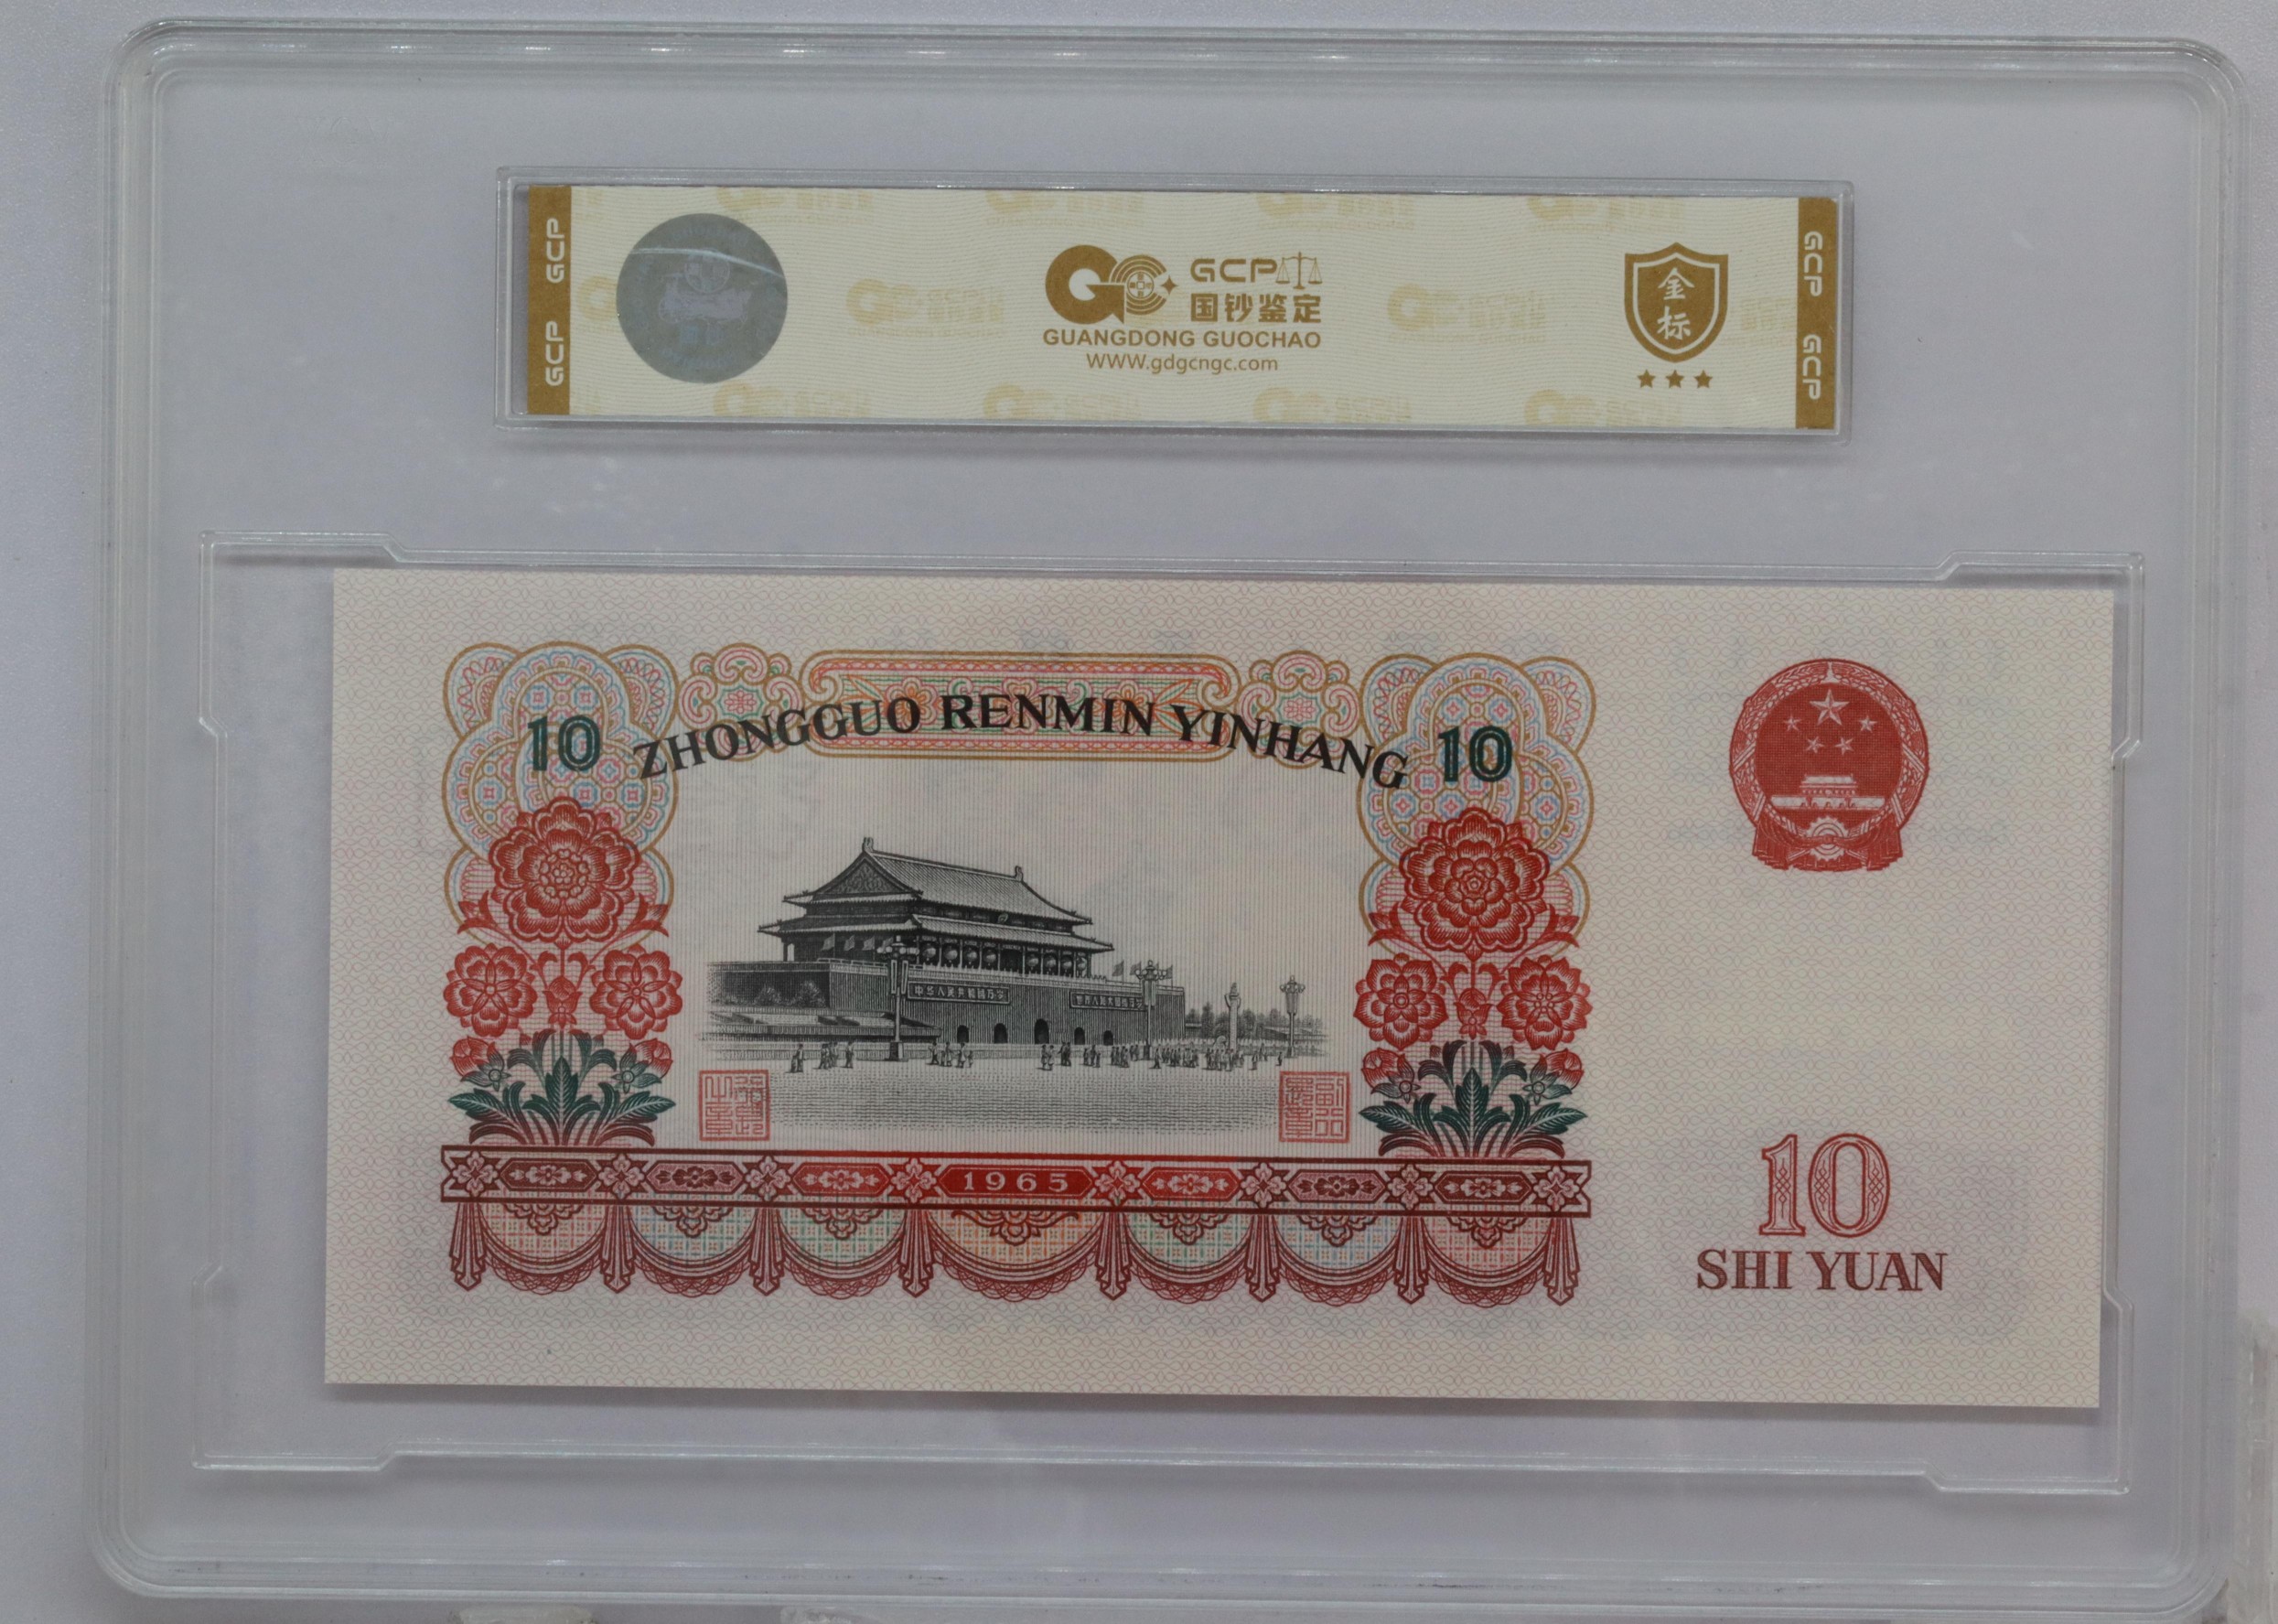 GCP GCP
GCP
国钞鉴定
GUANGDONG GUOCHAO
WWW.gdgcngc.com
金
标
GCP GCP
10 ZHONGGUO RENMIN YINHANG 10
1965
10
SHI YUAN